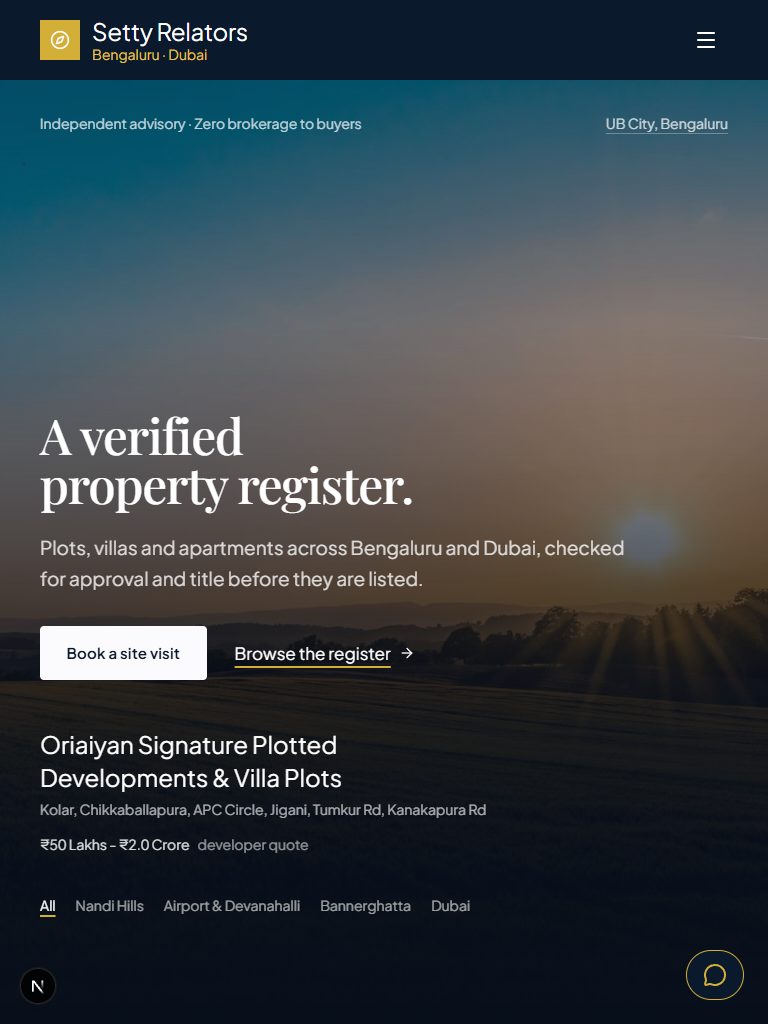 Setty Relators
Bengaluru · Dubai
Independent advisory · Zero brokerage to buyers
UB City, Bengaluru
A verified
property register.
Plots, villas and apartments across Bengaluru and Dubai, checked
for approval and title before they are listed.
Book a site visit
Browse the register →
Oriaiyan Signature Plotted
Developments & Villa Plots
Kolar, Chikkaballapura, APC Circle, Jigani, Tumkur Rd, Kanakapura Rd
₹50 Lakhs - ₹2.0 Crore developer quote
All Nandi Hills Airport & Devanahalli Bannerghatta Dubai
N